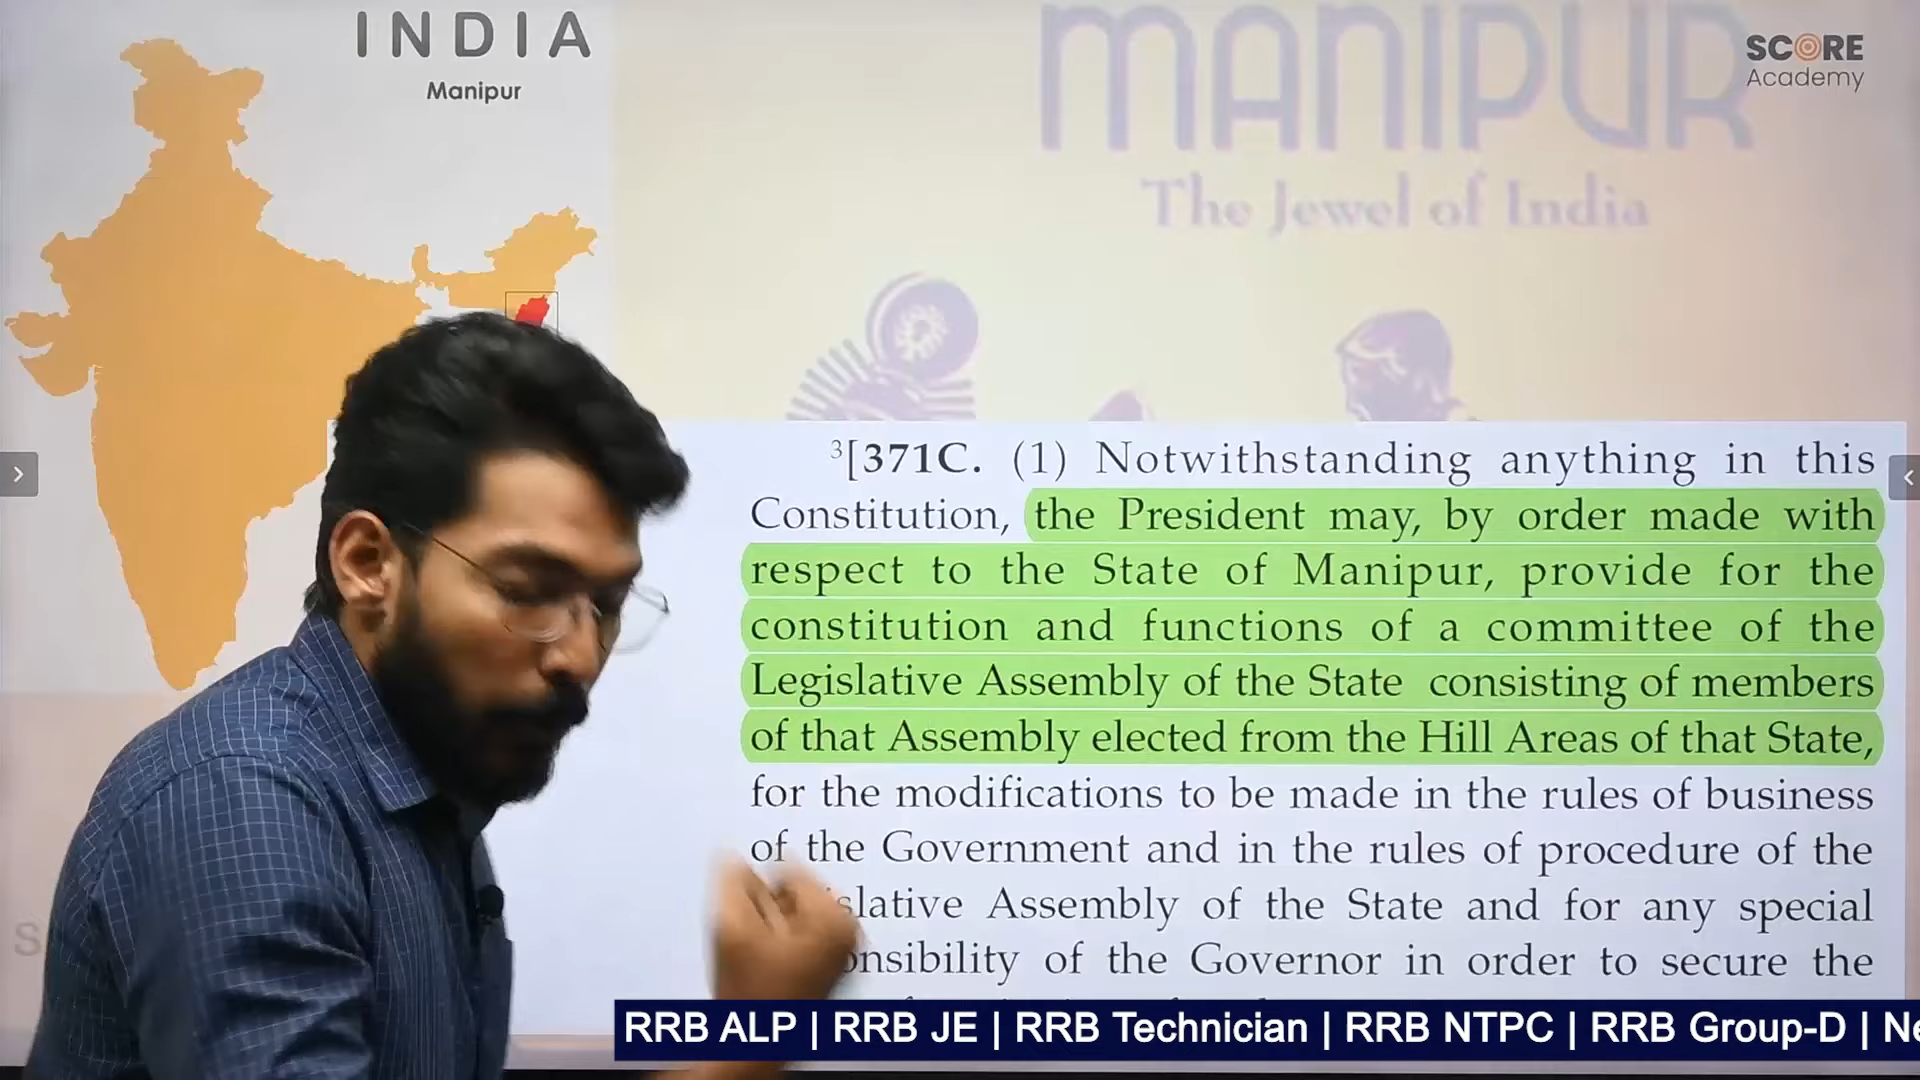 INDIA
Manipur
MANIPUR
The Jewel of India
SCORE
Academy
³[371C. (1) Notwithstanding anything in this
Constitution, the President may, by order made with
respect to the State of Manipur, provide for the
constitution and functions of a committee of the
Legislative Assembly of the State consisting of members
of that Assembly elected from the Hill Areas of that State,
for the modifications to be made in the rules of business
of the Government and in the rules of procedure of the
Assembly of the State and for any special
of the Governor in order to secure the
RRB ALP | RRB JE | RRB Technician | RRB NTPC | RRB Group-D |